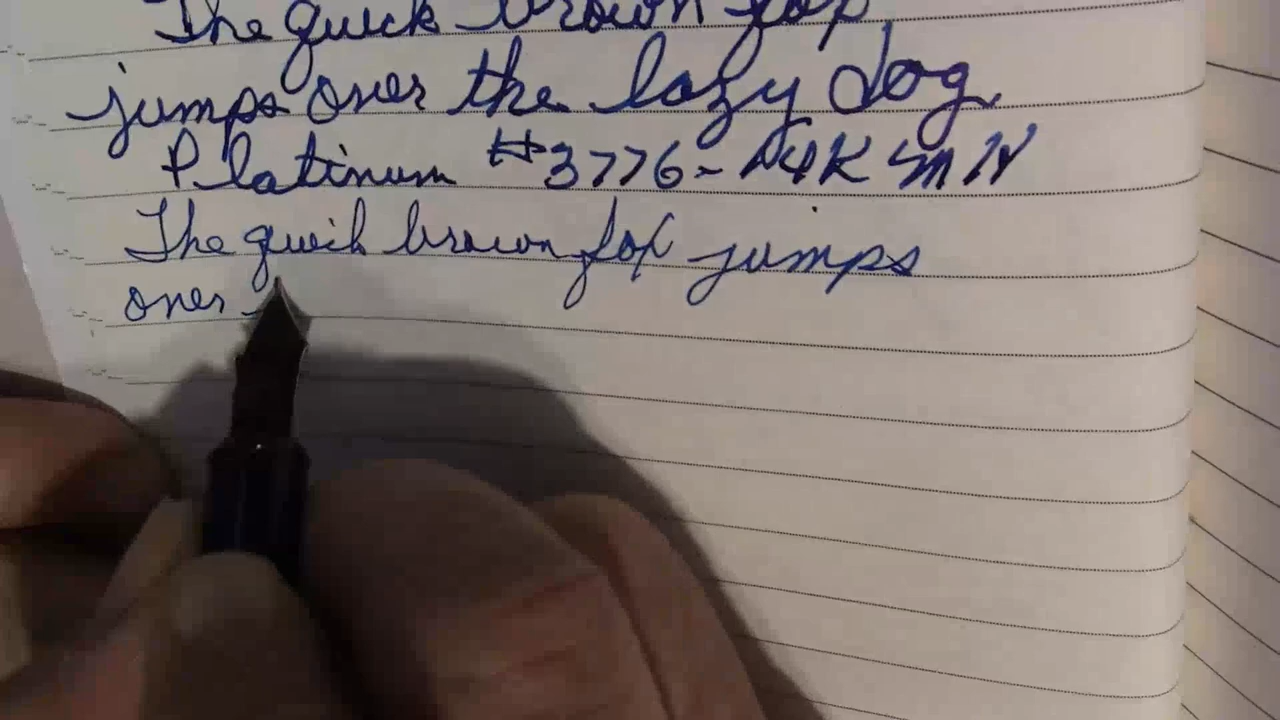 The quick brown fox
jumps over the lazy dog
Platinum #3776- 14K SM N
The quick brown fox jumps
over